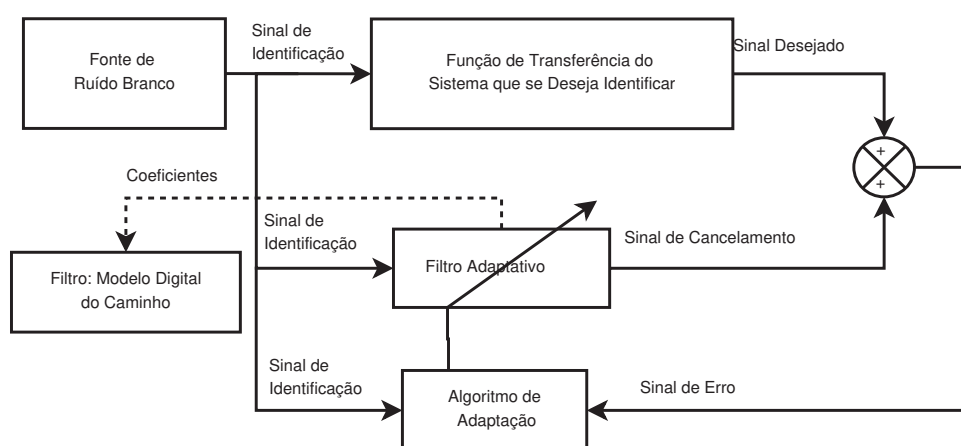 Fonte de
Ruído Branco
Sinal de
Identificação
Função de Transferência do
Sistema que se Deseja Identificar
Sinal Desejado
+
+
Coeficientes
Sinal de
Identificação
Filtro Adaptativo
Sinal de Cancelamento
Filtro: Modelo Digital
do Caminho
Sinal de
Identificação
Algoritmo de
Adaptação
Sinal de Erro